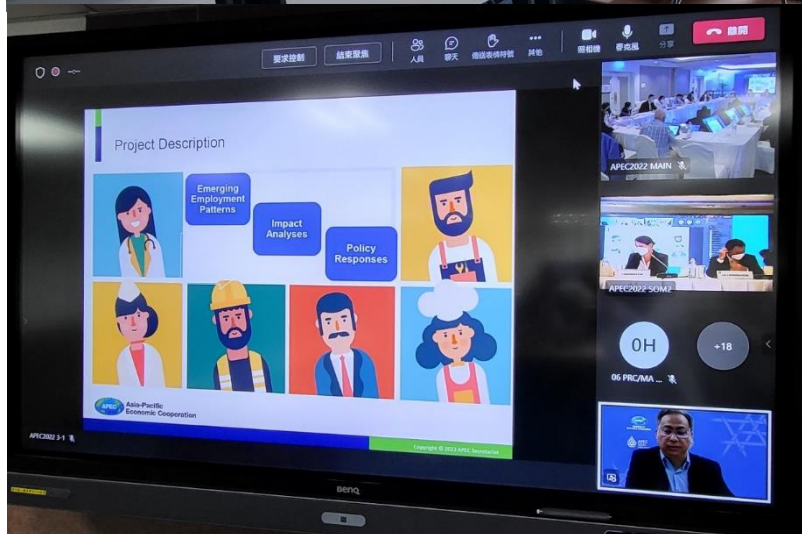 要求控制
結束聚焦
人員
聊天
傳送表情符號
其他
照相機
麥克風
分享
離開
Project Description
Emerging
Employment
Patterns
Impact
Analyses
Policy
Responses
APEC
Asia-Pacific
Economic Cooperation
Copyright © 2022 APEC Secretariat
APEC2022 3-1
APEC2022 MAIN
APEC2022 SOM2
OH
+18
06 PRC/MA ...
BenQ